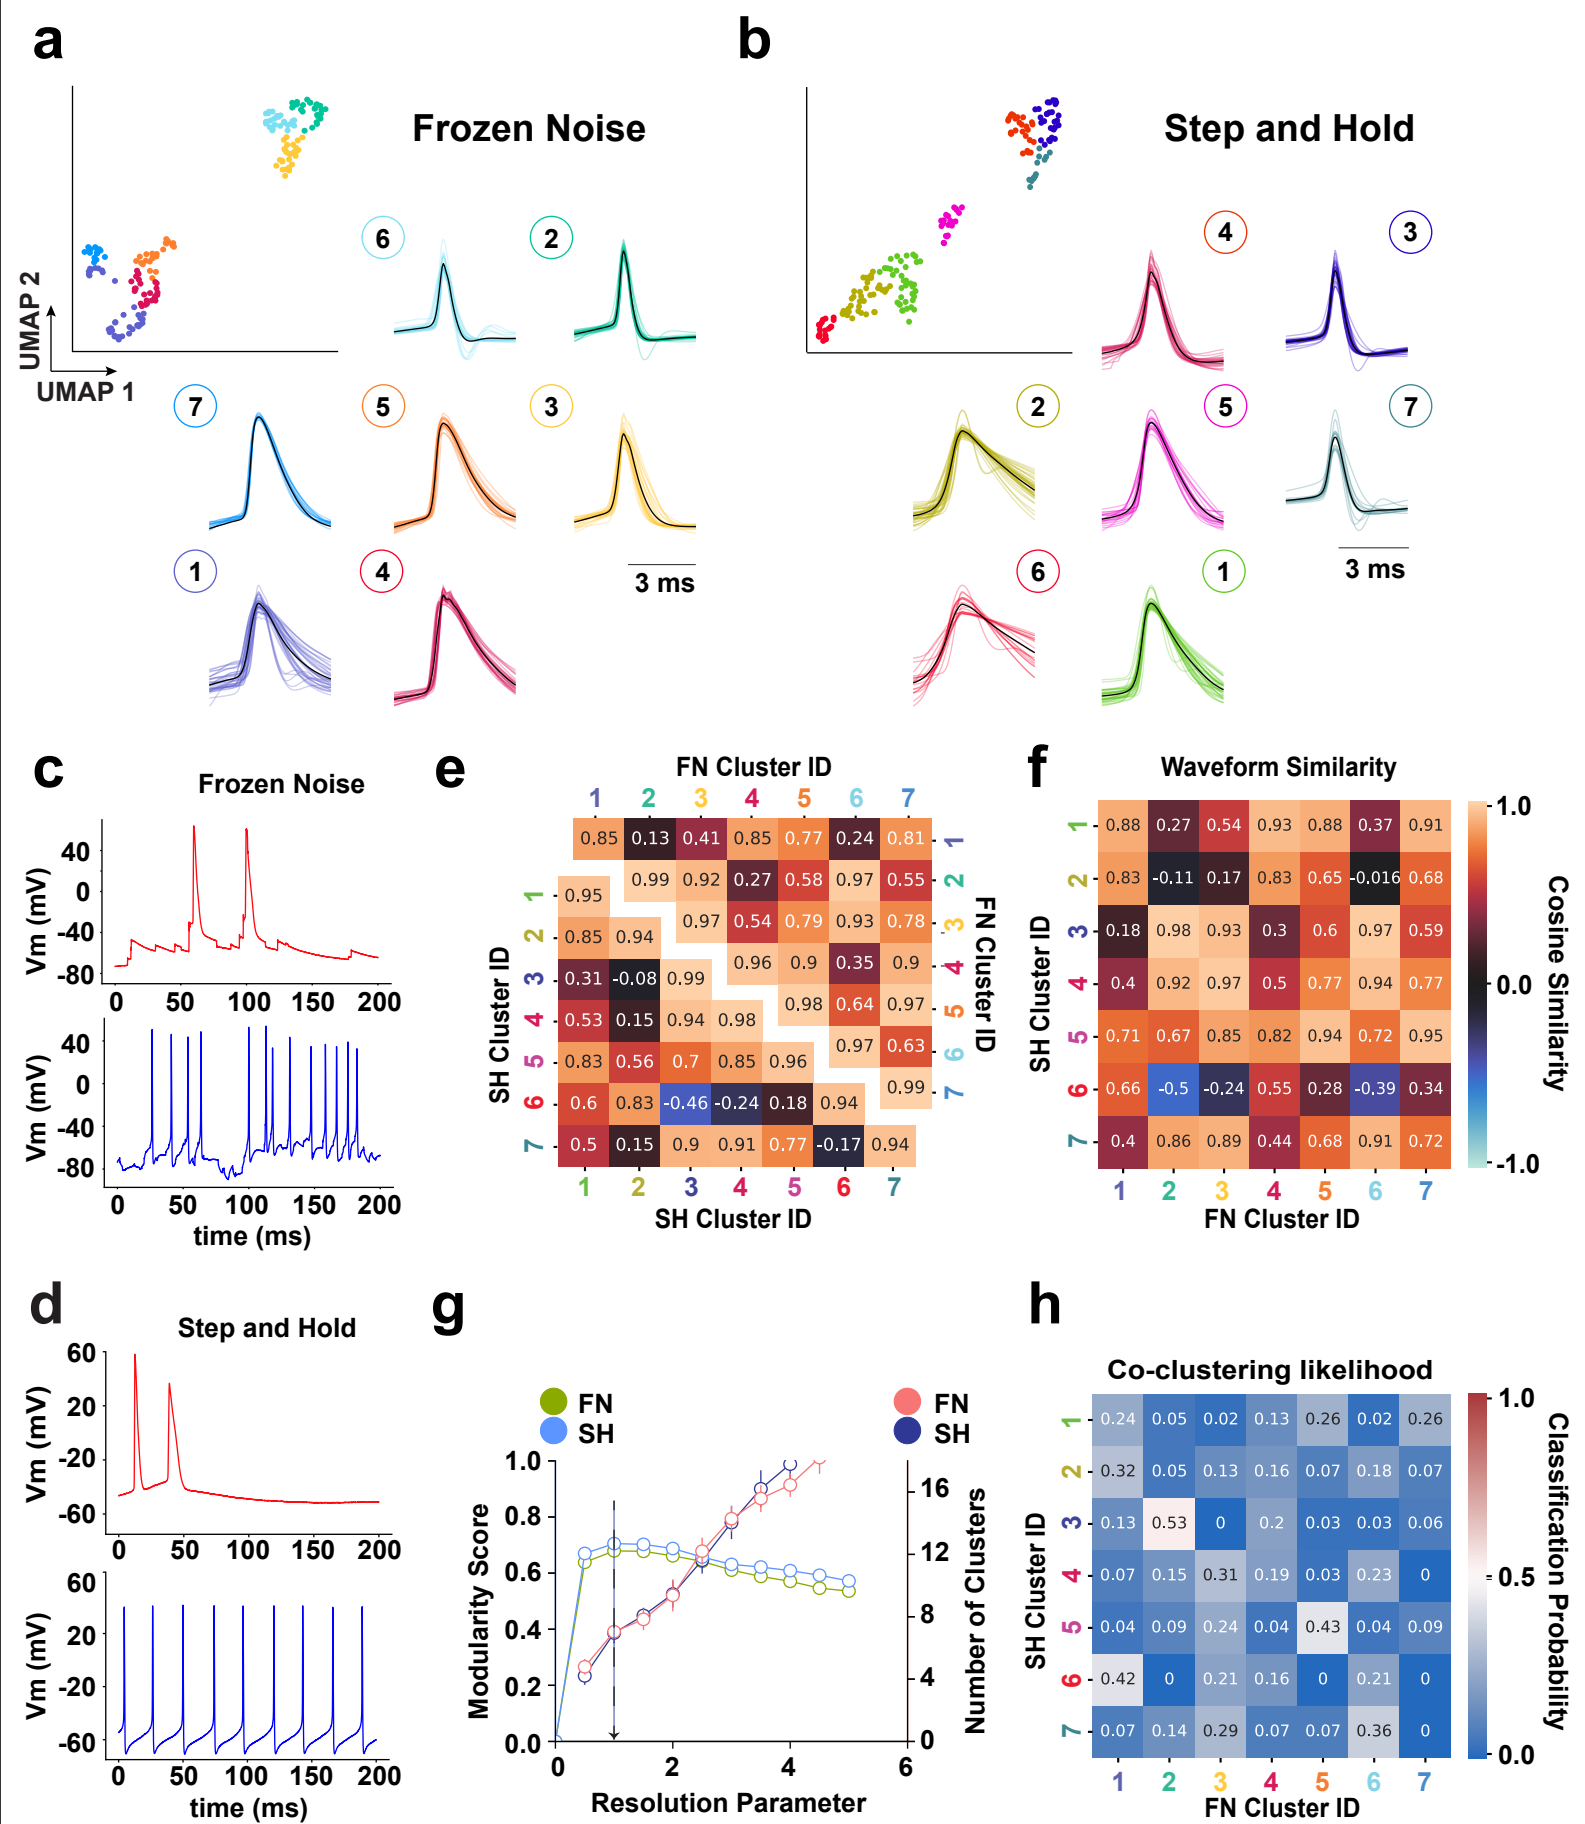 a
b
Frozen Noise
Step and Hold
UMAP 2
UMAP 1
6
2
7
5
3
1
4
3 ms
4
3
2
5
7
6
1
3 ms
c
Frozen Noise
Vm (mV)
40
0
-40
-80
0 50 100 150 200
Vm (mV)
40
0
-40
-80
0 50 100 150 200
time (ms)
e
FN Cluster ID
1 2 3 4 5 6 7
0.85 0.13 0.41 0.85 0.77 0.24 0.81 1
0.99 0.92 0.27 0.58 0.97 0.55 2
0.97 0.54 0.79 0.93 0.78 3
0.96 0.9 0.35 0.9 4
0.98 0.64 0.97 5
0.97 0.63 6
0.99 7
FN Cluster ID
SH Cluster ID
1 0.95
2 0.85 0.94
3 0.31 -0.08 0.99
4 0.53 0.15 0.94 0.98
5 0.83 0.56 0.7 0.85 0.96
6 0.6 0.83 -0.46 -0.24 0.18 0.94
7 0.5 0.15 0.9 0.91 0.77 -0.17 0.94
1 2 3 4 5 6 7
SH Cluster ID
f
Waveform Similarity
SH Cluster ID
1 0.88 0.27 0.54 0.93 0.88 0.37 0.91
2 0.83 -0.11 0.17 0.83 0.65 -0.016 0.68
3 0.18 0.98 0.93 0.3 0.6 0.97 0.59
4 0.4 0.92 0.97 0.5 0.77 0.94 0.77
5 0.71 0.67 0.85 0.82 0.94 0.72 0.95
6 0.66 -0.5 -0.24 0.55 0.28 -0.39 0.34
7 0.4 0.86 0.89 0.44 0.68 0.91 0.72
1 2 3 4 5 6 7
FN Cluster ID
1.0
0.0
-1.0
Cosine Similarity
d
Step and Hold
Vm (mV)
60
20
-20
-60
0 50 100 150 200
Vm (mV)
60
20
-20
-60
0 50 100 150 200
time (ms)
g
FN
SH
FN
SH
Modularity Score
1.0
0.8
0.6
0.4
0.2
0.0
0 2 4 6
Resolution Parameter
16
12
8
4
0
Number of Clusters
h
Co-clustering likelihood
SH Cluster ID
1 0.24 0.05 0.02 0.13 0.26 0.02 0.26
2 0.32 0.05 0.13 0.16 0.07 0.18 0.07
3 0.13 0.53 0 0.2 0.03 0.03 0.06
4 0.07 0.15 0.31 0.19 0.03 0.23 0
5 0.04 0.09 0.24 0.04 0.43 0.04 0.09
6 0.42 0 0.21 0.16 0 0.21 0
7 0.07 0.14 0.29 0.07 0.07 0.36 0
1 2 3 4 5 6 7
FN Cluster ID
1.0
0.5
0.0
Classification Probability